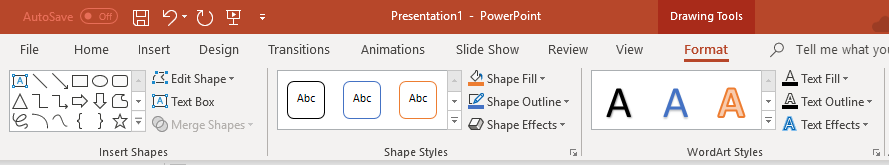 AutoSave Off Presentation1 - PowerPoint Drawing Tools
File Home Insert Design Transitions Animations Slide Show Review View Format Tell me what you
A Edit Shape Abc Abc Abc Shape Fill A A A A Text Fill
A Text Box Shape Outline A Text Outline
Merge Shapes Shape Effects A Text Effects
Insert Shapes Shape Styles WordArt Styles